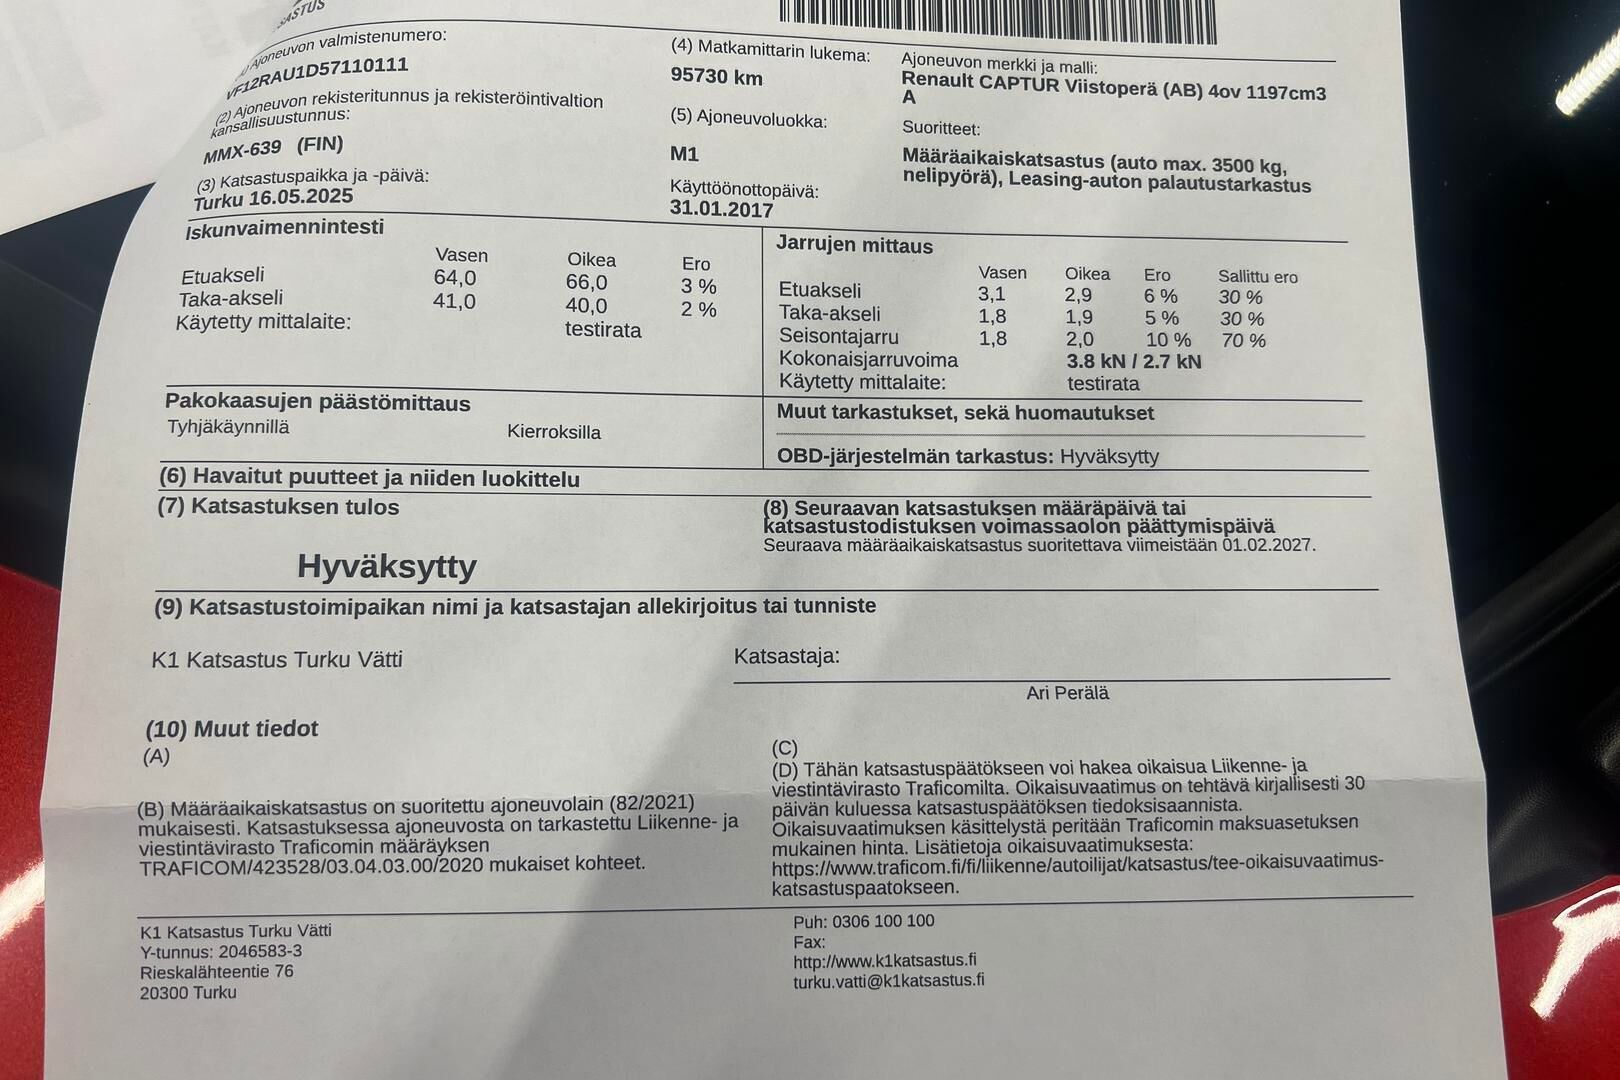 SASTUS
Ajoneuvon valmistenumero:
VF12RAU1D57110111
(2) Ajoneuvon rekisteritunnus ja rekisteröintivaltion
kansallisuustunnus:
MMX-639 (FIN)
(3) Katsastuspaikka ja -päivä:
Turku 16.05.2025
(4) Matkamittarin lukema:
95730 km
(5) Ajoneuvoluokka:
M1
Käyttöönottopäivä:
31.01.2017
Ajoneuvon merkki ja malli:
Renault CAPTUR Viistoperä (AB) 4ov 1197cm3
A
Suoritteet:
Määräaikaiskatsastus (auto max. 3500 kg,
nelipyörä), Leasing-auton palautustarkastus
Iskunvaimennintesti
Vasen Oikea Ero
Etuakseli 64,0 66,0 3 %
Taka-akseli 41,0 40,0 2 %
Käytetty mittalaite: testirata
Jarrujen mittaus
Vasen Oikea Ero Sallittu ero
Etuakseli 3,1 2,9 6 % 30 %
Taka-akseli 1,8 1,9 5 % 30 %
Seisontajarru 1,8 2,0 10 % 70 %
Kokonaisjarruvoima 3.8 kN / 2.7 kN
Käytetty mittalaite: testirata
Pakokaasujen päästömittaus
Tyhjäkäynnillä Kierroksilla
Muut tarkastukset, sekä huomautukset
OBD-järjestelmän tarkastus: Hyväksytty
(6) Havaitut puutteet ja niiden luokittelu
(7) Katsastuksen tulos
Hyväksytty
(8) Seuraavan katsastuksen määräpäivä tai
katsastustodistuksen voimassaolon päättymispäivä
Seuraava määräaikaiskatsastus suoritettava viimeistään 01.02.2027.
(9) Katsastustoimipaikan nimi ja katsastajan allekirjoitus tai tunniste
K1 Katsastus Turku Vätti
Katsastaja:
Ari Perälä
(10) Muut tiedot
(A)
(B) Määräaikaiskatsastus on suoritettu ajoneuvolain (82/2021)
mukaisesti. Katsastuksessa ajoneuvosta on tarkastettu Liikenne- ja
viestintävirasto Traficomin määräyksen
TRAFICOM/423528/03.04.03.00/2020 mukaiset kohteet.
(C)
(D) Tähän katsastuspäätökseen voi hakea oikaisua Liikenne- ja
viestintävirasto Traficomilta. Oikaisuvaatimus on tehtävä kirjallisesti 30
päivän kuluessa katsastuspäätöksen tiedoksisaannista.
Oikaisuvaatimuksen käsittelystä peritään Traficomin maksuasetuksen
mukainen hinta. Lisätietoja oikaisuvaatimuksesta:
https://www.traficom.fi/fi/liikenne/autoilijat/katsastus/tee-oikaisuvaatimus-
katsastuspaatokseen.
K1 Katsastus Turku Vätti
Y-tunnus: 2046583-3
Rieskalähteentie 76
20300 Turku
Puh: 0306 100 100
Fax:
http://www.k1katsastus.fi
turku.vatti@k1katsastus.fi